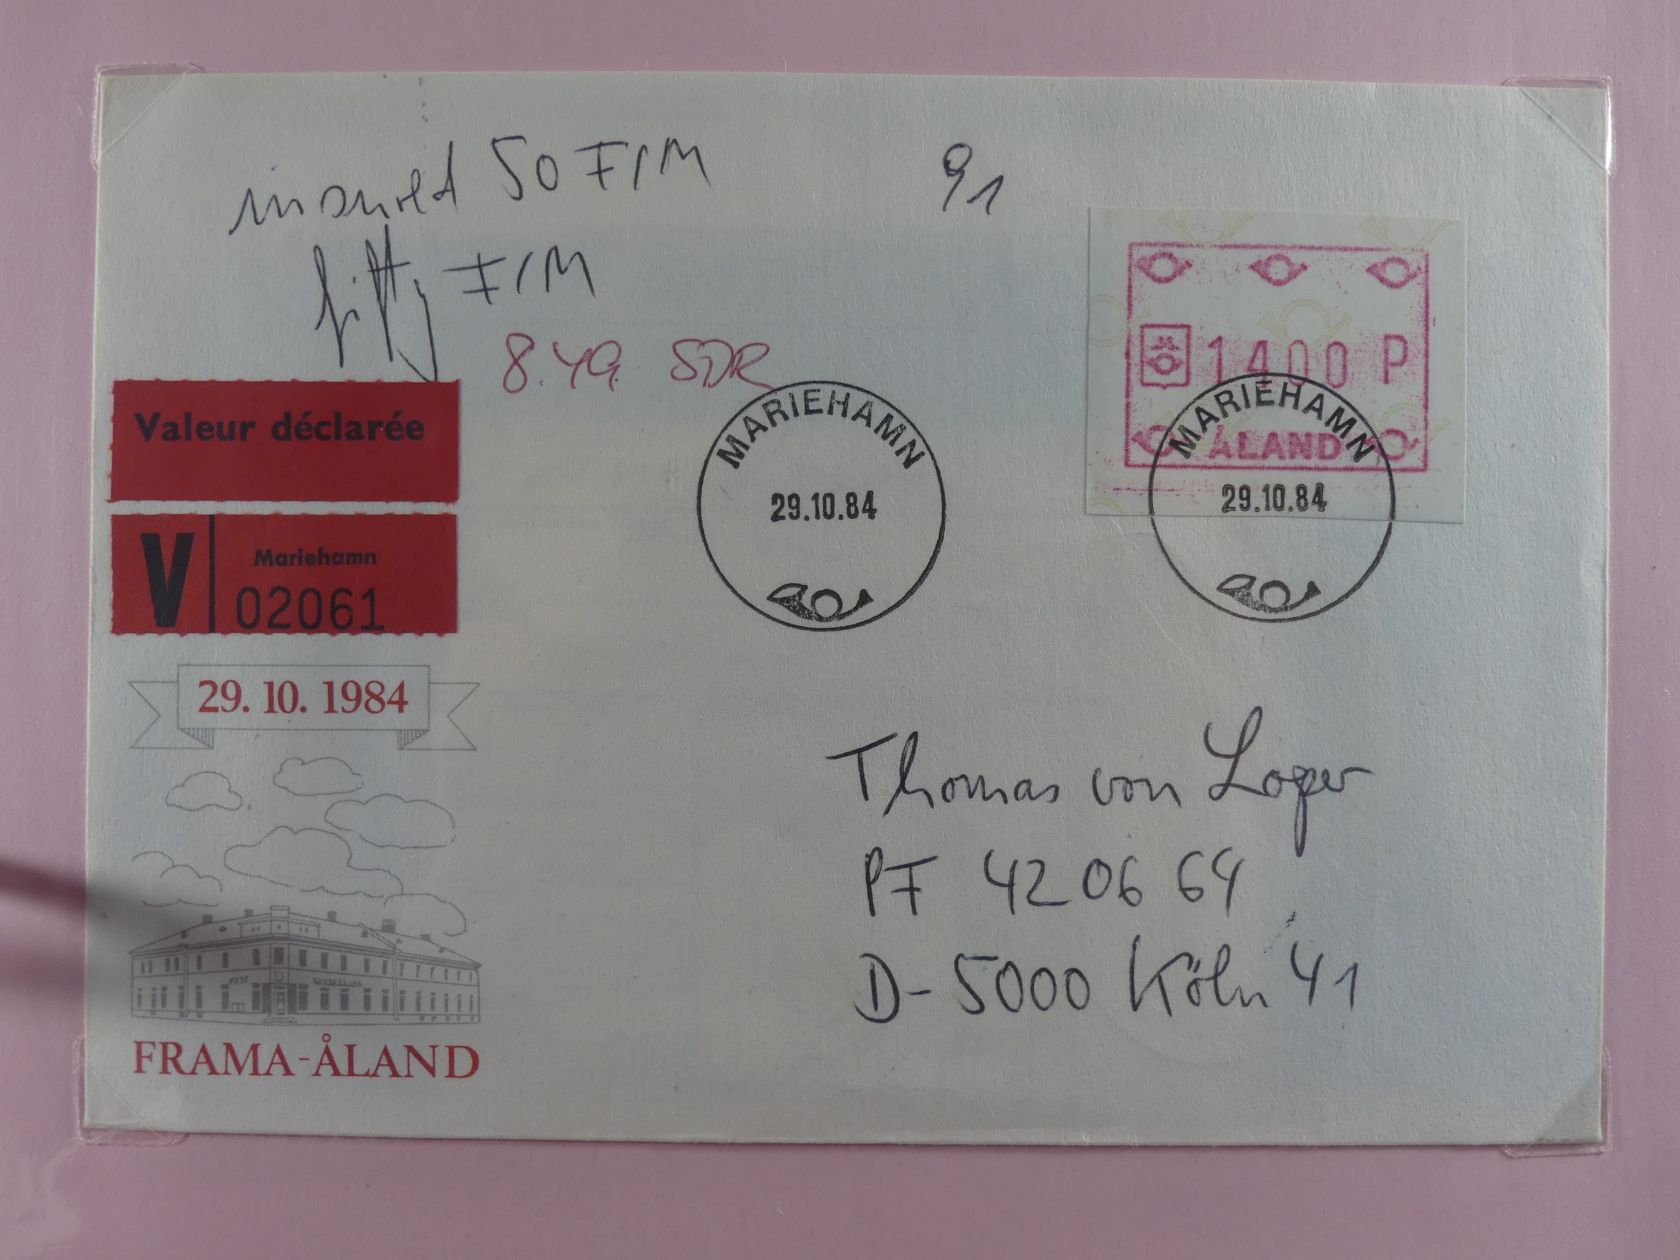 insured 50 FIM
fifty FIM
91
8.49. SDR
1400 P
ÅLAND
MARIEHAMN
29.10.84
MARIEHAMN
29.10.84
Valeur déclarée
V
Mariehamn
02061
29. 10. 1984
FRAMA-ÅLAND
Thomas von Loper
PF 42 06 64
D-5000 Köln 41